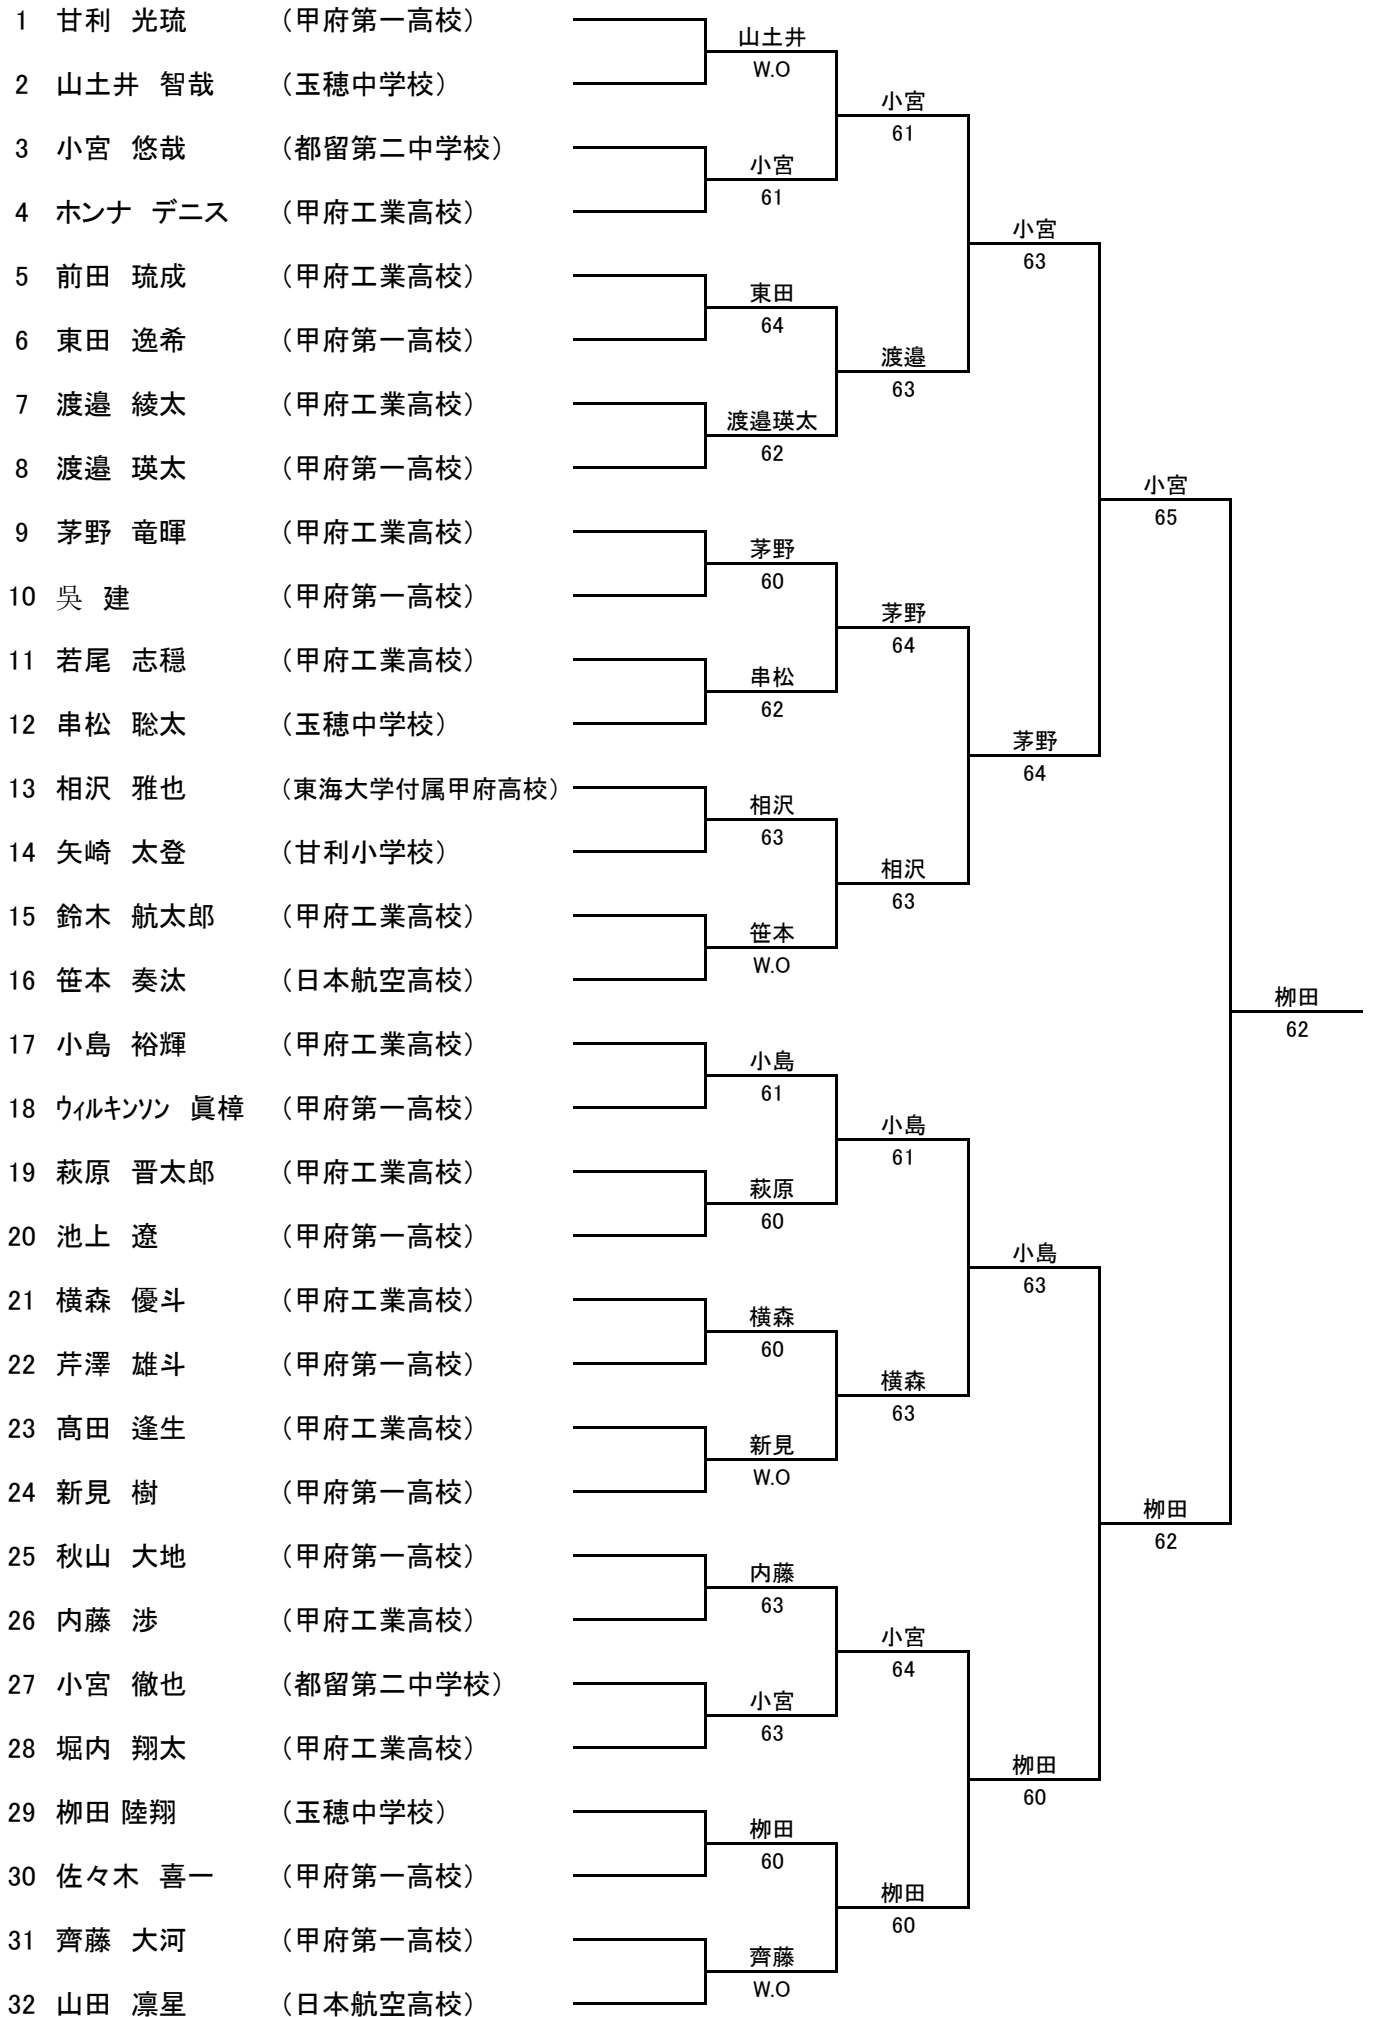 1 甘利　光琉 （甲府第一高校）
山土井
2 山土井　智哉 （玉穂中学校）
W.O
小宮
61
3 小宮　悠哉 （都留第二中学校）
小宮
61
4 ホンナ　デニス （甲府工業高校）
小宮
63
5 前田　琉成 （甲府工業高校）
東田
64
6 東田　逸希 （甲府第一高校）
渡邉
63
7 渡邉　綾太 （甲府工業高校）
渡邉瑛太
62
8 渡邉　瑛太 （甲府第一高校）
小宮
65
9 茅野　竜暉 （甲府工業高校）
茅野
60
10 吳　建 （甲府第一高校）
茅野
64
11 若尾　志穏 （甲府工業高校）
串松
62
12 串松　聡太 （玉穂中学校）
茅野
64
13 相沢　雅也 （東海大学付属甲府高校）
相沢
63
14 矢崎　太登 （甘利小学校）
相沢
63
15 鈴木　航太郎 （甲府工業高校）
笹本
W.O
16 笹本　奏汰 （日本航空高校）
栁田
62
17 小島　裕輝 （甲府工業高校）
小島
61
18 ウィルキンソン　眞樟 （甲府第一高校）
小島
61
19 萩原　晋太郎 （甲府工業高校）
萩原
60
20 池上　遼 （甲府第一高校）
小島
63
21 横森　優斗 （甲府工業高校）
横森
60
22 芹澤　雄斗 （甲府第一高校）
横森
63
23 髙田　逢生 （甲府工業高校）
新見
W.O
24 新見　樹 （甲府第一高校）
栁田
62
25 秋山　大地 （甲府第一高校）
内藤
63
26 内藤　渉 （甲府工業高校）
小宮
64
27 小宮　徹也 （都留第二中学校）
小宮
63
28 堀内　翔太 （甲府工業高校）
栁田
60
29 栁田 陸翔 （玉穂中学校）
栁田
60
30 佐々木　喜一 （甲府第一高校）
栁田
60
31 齊藤　大河 （甲府第一高校）
齊藤
W.O
32 山田　凛星 （日本航空高校）